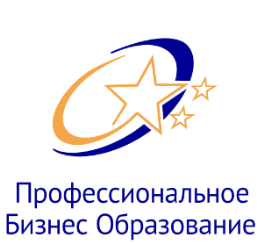 Профессиональное
Бизнес Образование